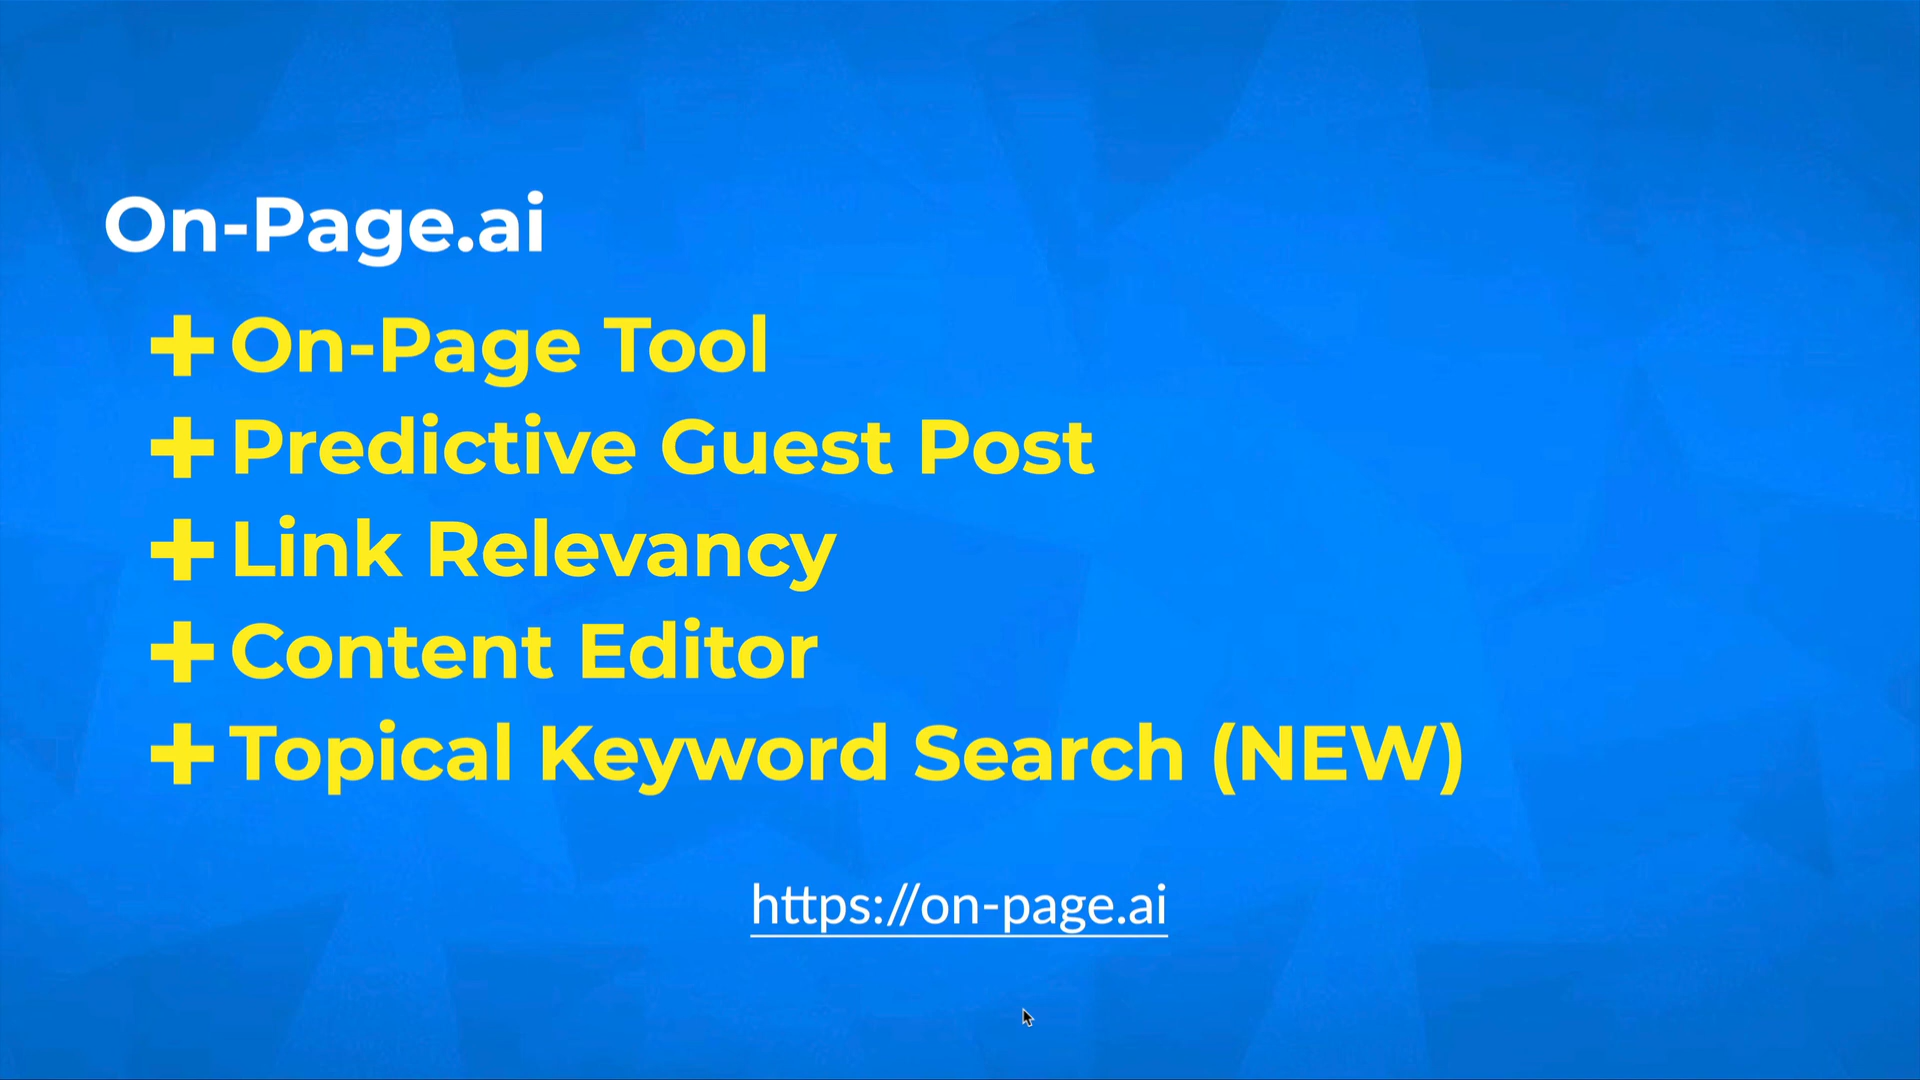 On-Page.ai
+ On-Page Tool
+ Predictive Guest Post
+ Link Relevancy
+ Content Editor
+ Topical Keyword Search (NEW)
https://on-page.ai